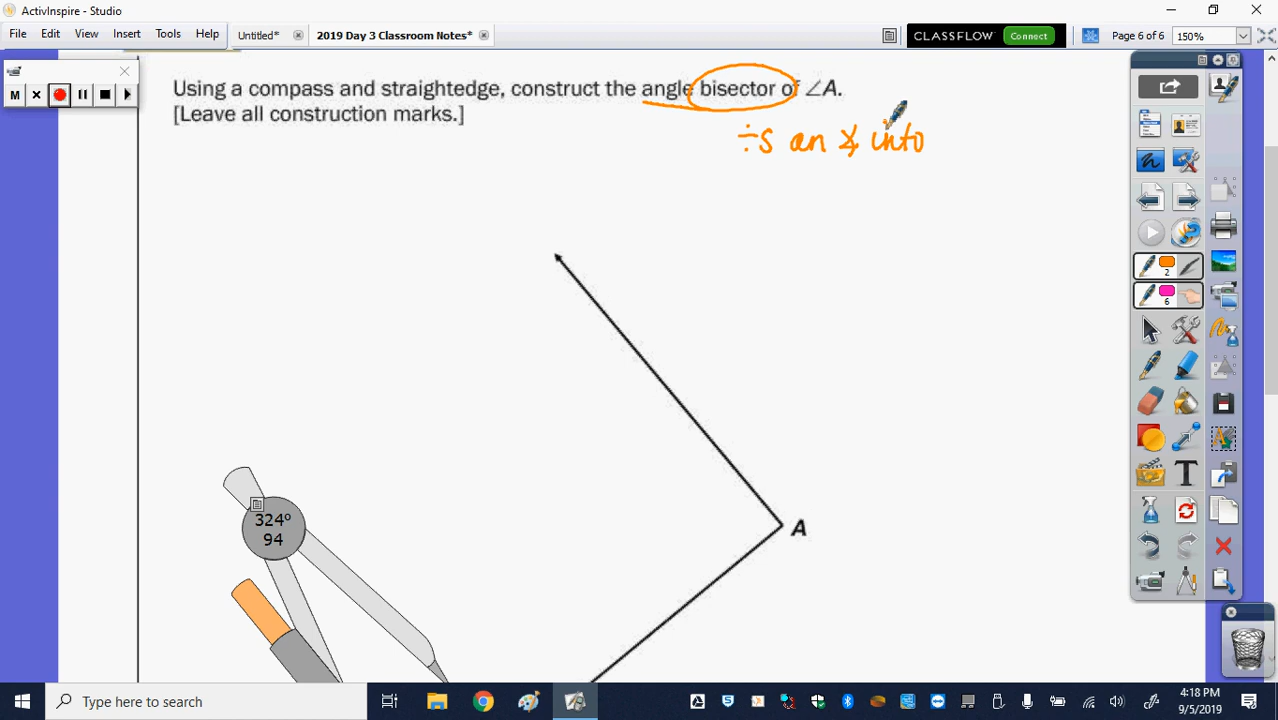 ActivInspire - Studio
File Edit View Insert Tools Help Untitled* 2019 Day 3 Classroom Notes* CLASSFLOW Connect Page 6 of 6 150%
M
Using a compass and straightedge, construct the angle bisector of ∠A.
[Leave all construction marks.]
÷s an ∡ into
2
6
T
A
324º
94
Type here to search
4:18 PM
9/5/2019